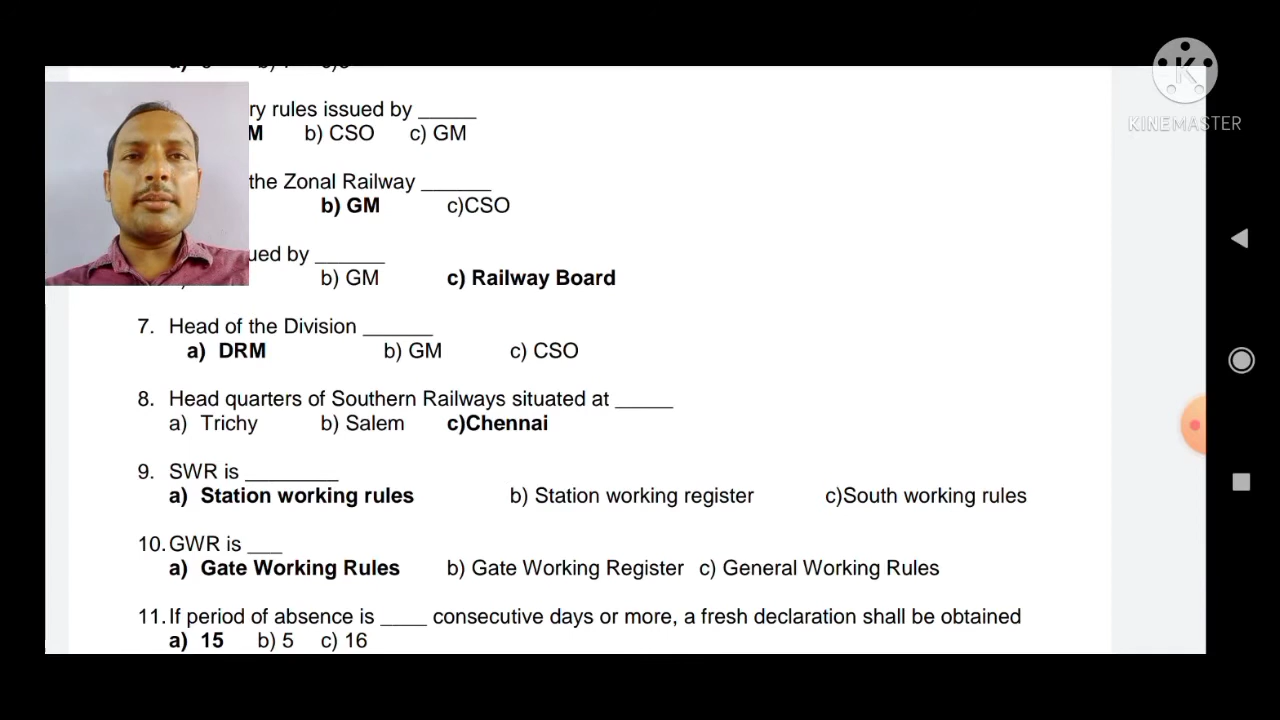 ry rules issued by _____
M b) CSO c) GM
the Zonal Railway ______
b) GM c)CSO
ued by ______
b) GM c) Railway Board
7. Head of the Division ______
a) DRM b) GM c) CSO
8. Head quarters of Southern Railways situated at _____
a) Trichy b) Salem c)Chennai
9. SWR is ________
a) Station working rules b) Station working register c)South working rules
10. GWR is ___
a) Gate Working Rules b) Gate Working Register c) General Working Rules
11. If period of absence is ____ consecutive days or more, a fresh declaration shall be obtained
a) 15 b) 5 c) 16
K
KINEMASTER